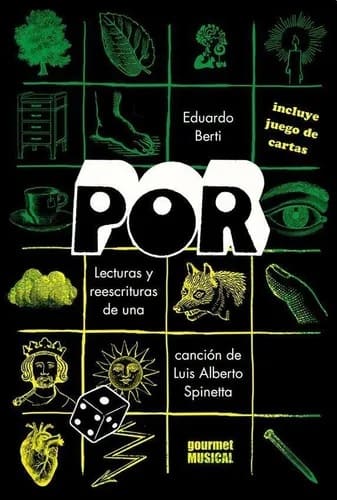 Eduardo
Berti
incluye
juego de
cartas
POR
Lecturas y
reescrituras
de una
canción de
Luis Alberto
Spinetta
gourmet
MUSICAL